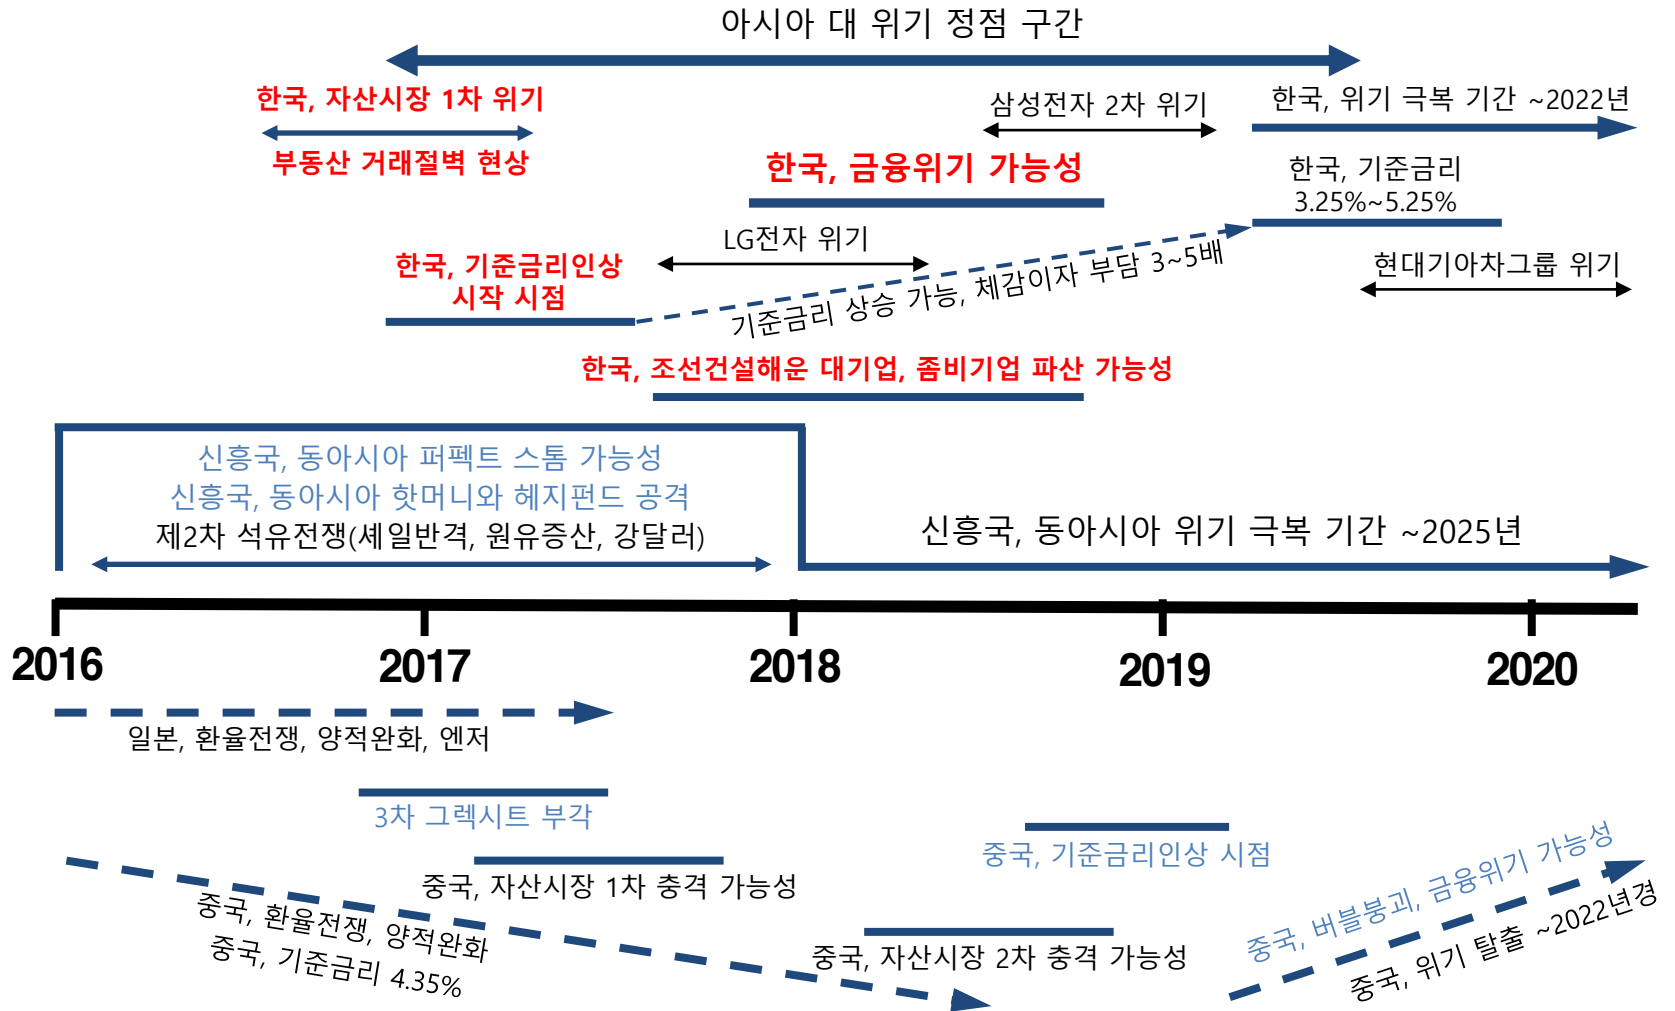 아시아 대 위기 정점 구간
한국, 자산시장 1차 위기
부동산 거래절벽 현상
삼성전자 2차 위기
한국, 위기 극복 기간 ~2022년
한국, 금융위기 가능성
한국, 기준금리
3.25%~5.25%
LG전자 위기
한국, 기준금리인상
시작 시점
기준금리 상승 가능, 체감이자 부담 3~5배
현대기아차그룹 위기
한국, 조선건설해운 대기업, 좀비기업 파산 가능성
신흥국, 동아시아 퍼펙트 스톰 가능성
신흥국, 동아시아 핫머니와 헤지펀드 공격
제2차 석유전쟁(셰일반격, 원유증산, 강달러)
신흥국, 동아시아 위기 극복 기간 ~2025년
2016
2017
2018
2019
2020
일본, 환율전쟁, 양적완화, 엔저
3차 그렉시트 부각
중국, 자산시장 1차 충격 가능성
중국, 기준금리인상 시점
중국, 환율전쟁, 양적완화
중국, 기준금리 4.35%
중국, 자산시장 2차 충격 가능성
중국, 버블붕괴, 금융위기 가능성
중국, 위기 탈출 ~2022년경